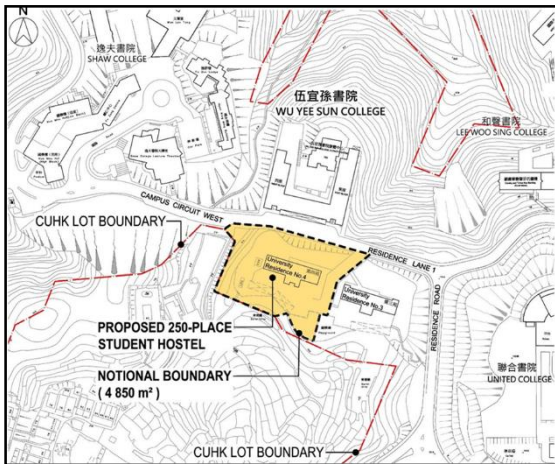 N
逸夫書院
SHAW COLLEGE
伍宜孫書院
WU YEE SUN COLLEGE
和聲書院
LEE WOO SING COLLEGE
CUHK LOT BOUNDARY
CAMPUS CIRCUIT WEST
RESIDENCE LANE 1
University
Residence No.4
University
Residence No.3
RESIDENCE ROAD
PROPOSED 250-PLACE
STUDENT HOSTEL
NOTIONAL BOUNDARY
( 4 850 m² )
聯合書院
UNITED COLLEGE
CUHK LOT BOUNDARY